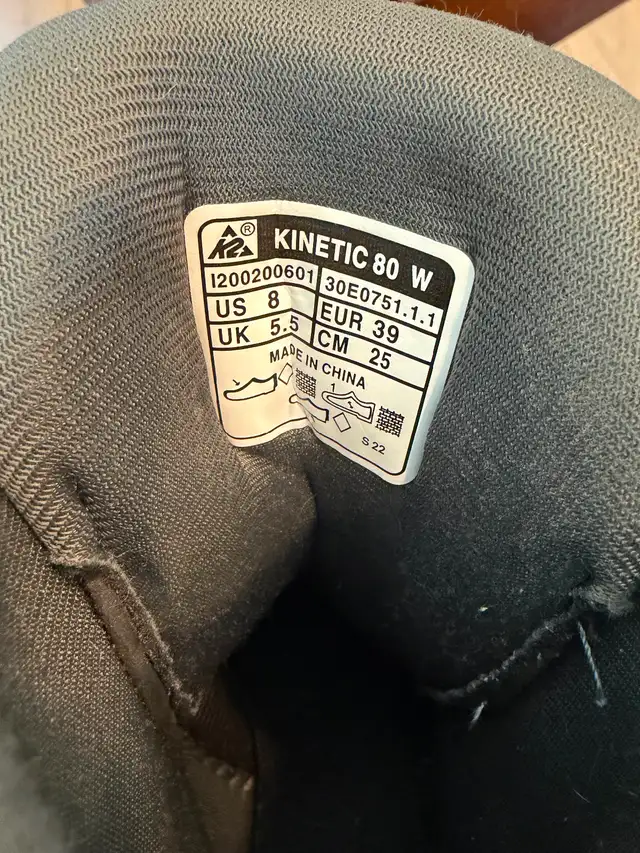 K2® KINETIC 80 W
I200200601 30E0751.1.1
US 8 EUR 39
UK 5.5 CM 25
MADE IN CHINA
1
S 22